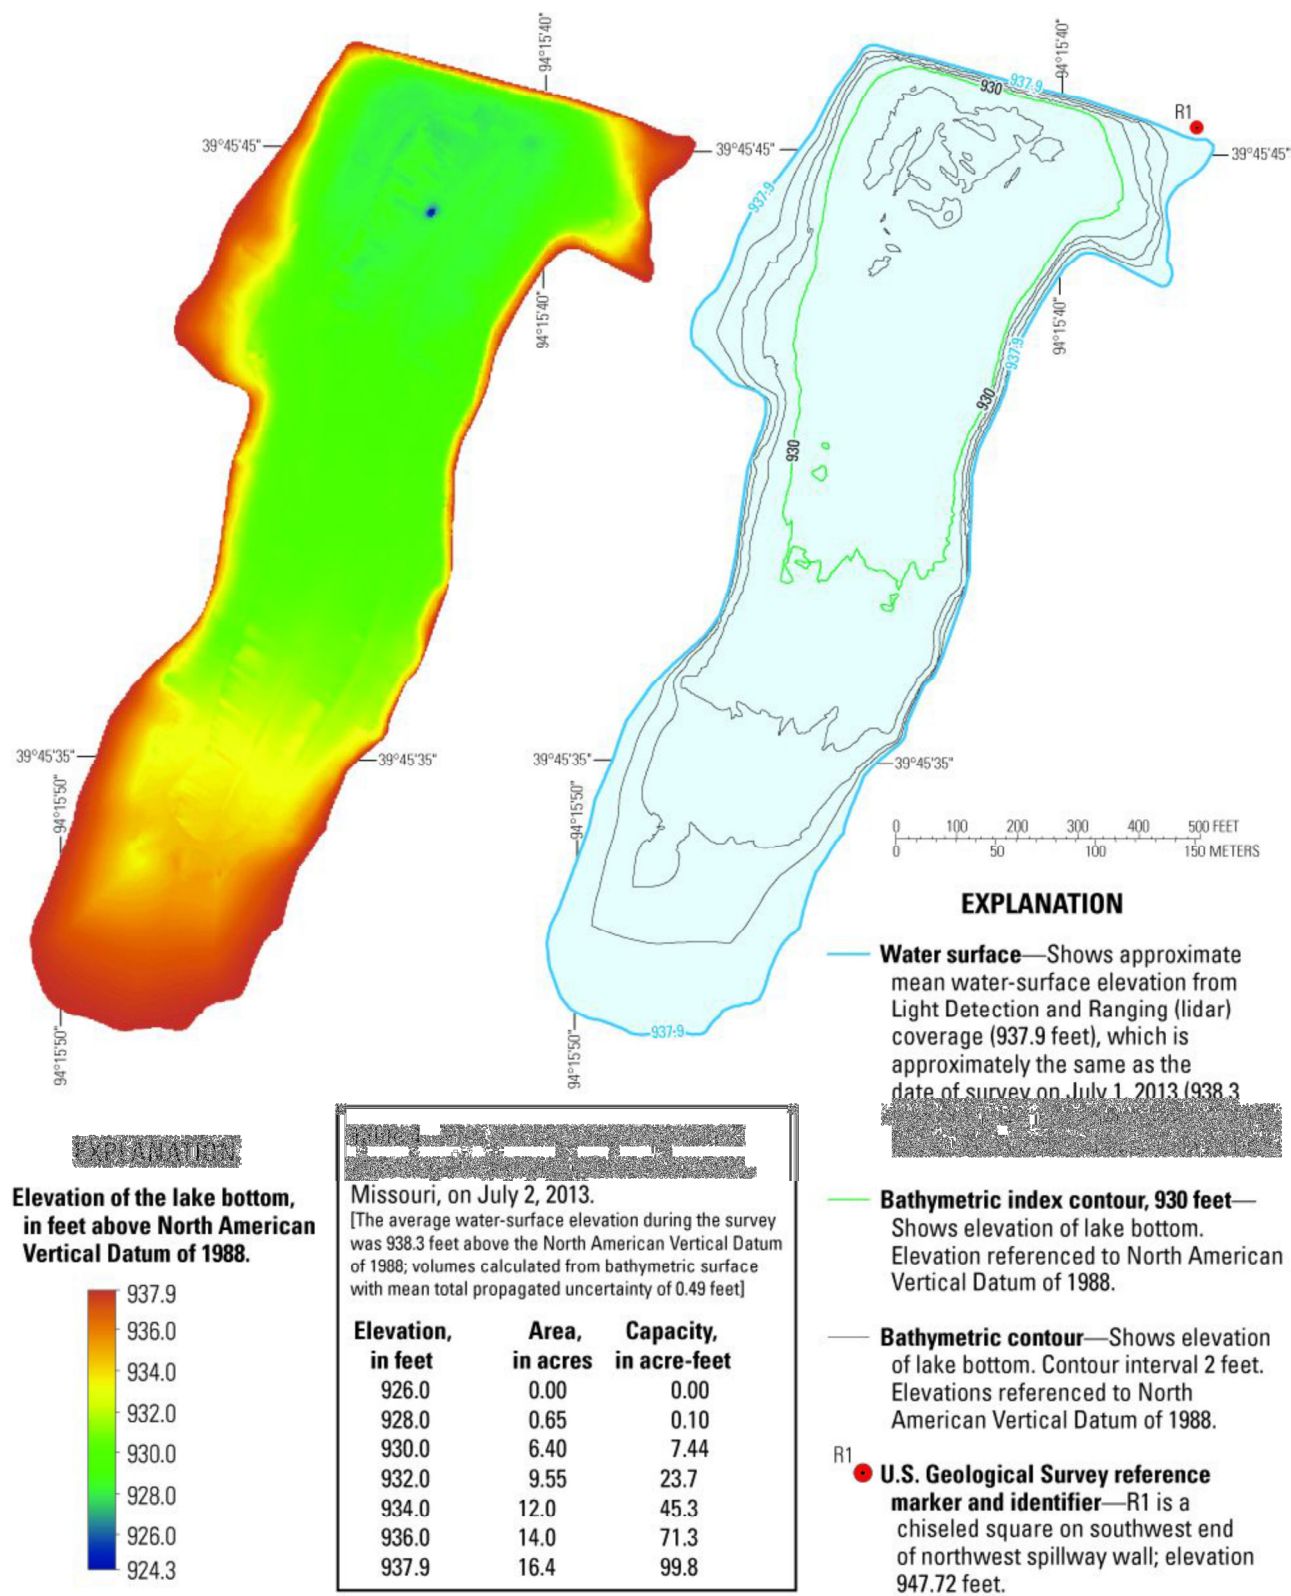 94°15'40"
94°15'40"
937.9
930
R1
39°45'45"
39°45'45"
39°45'45"
937.9
94°15'40"
94°15'40"
937.9
930
930
39°45'35"
39°45'35"
39°45'35"
39°45'35"
94°15'50"
94°15'50"
0 100 200 300 400 500 FEET
0 50 100 150 METERS
EXPLANATION
Water surface—Shows approximate
mean water-surface elevation from
Light Detection and Ranging (lidar)
coverage (937.9 feet), which is
approximately the same as the
date of survey on July 1, 2013 (938.3
937.9
94°15'50"
94°15'50"
EXPLANATION
Elevation of the lake bottom,
in feet above North American
Vertical Datum of 1988.
937.9
936.0
934.0
932.0
930.0
928.0
926.0
924.3
Missouri, on July 2, 2013.
[The average water-surface elevation during the survey
was 938.3 feet above the North American Vertical Datum
of 1988; volumes calculated from bathymetric surface
with mean total propagated uncertainty of 0.49 feet]
Elevation, Area, Capacity,
in feet in acres in acre-feet
926.0 0.00 0.00
928.0 0.65 0.10
930.0 6.40 7.44
932.0 9.55 23.7
934.0 12.0 45.3
936.0 14.0 71.3
937.9 16.4 99.8
Bathymetric index contour, 930 feet—
Shows elevation of lake bottom.
Elevation referenced to North American
Vertical Datum of 1988.
Bathymetric contour—Shows elevation
of lake bottom. Contour interval 2 feet.
Elevations referenced to North
American Vertical Datum of 1988.
R1
U.S. Geological Survey reference
marker and identifier—R1 is a
chiseled square on southwest end
of northwest spillway wall; elevation
947.72 feet.